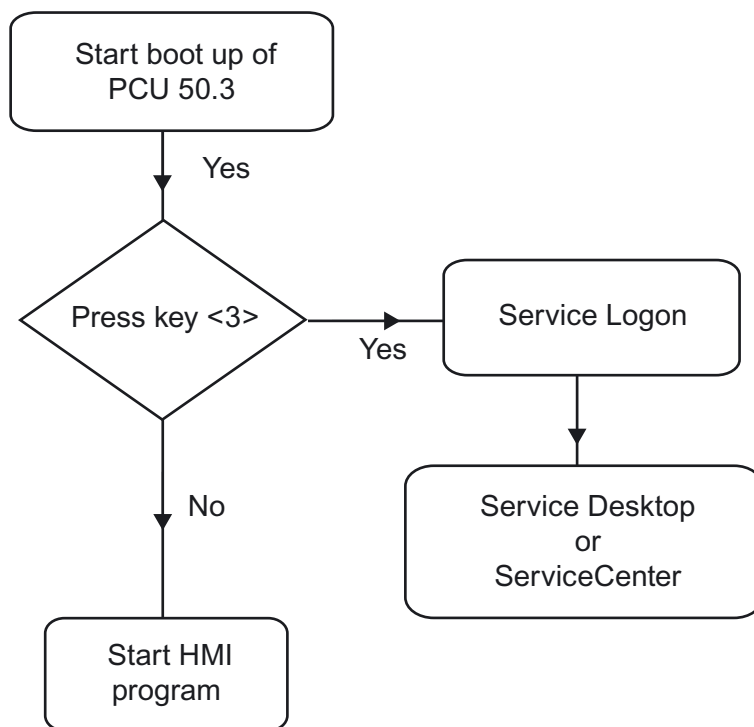 Start boot up of
PCU 50.3
Yes
Press key <3>
Yes
Service Logon
No
Service Desktop
or
ServiceCenter
Start HMI
program